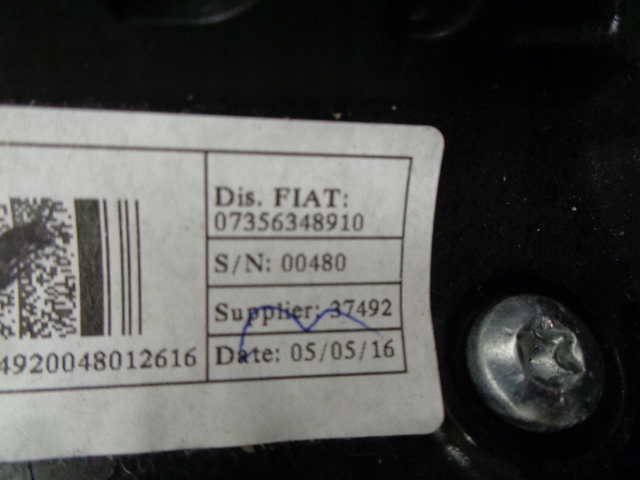 Dis. FIAT:
07356348910
S/N: 00480
Supplier: 37492
Date: 05/05/16
4920048012616